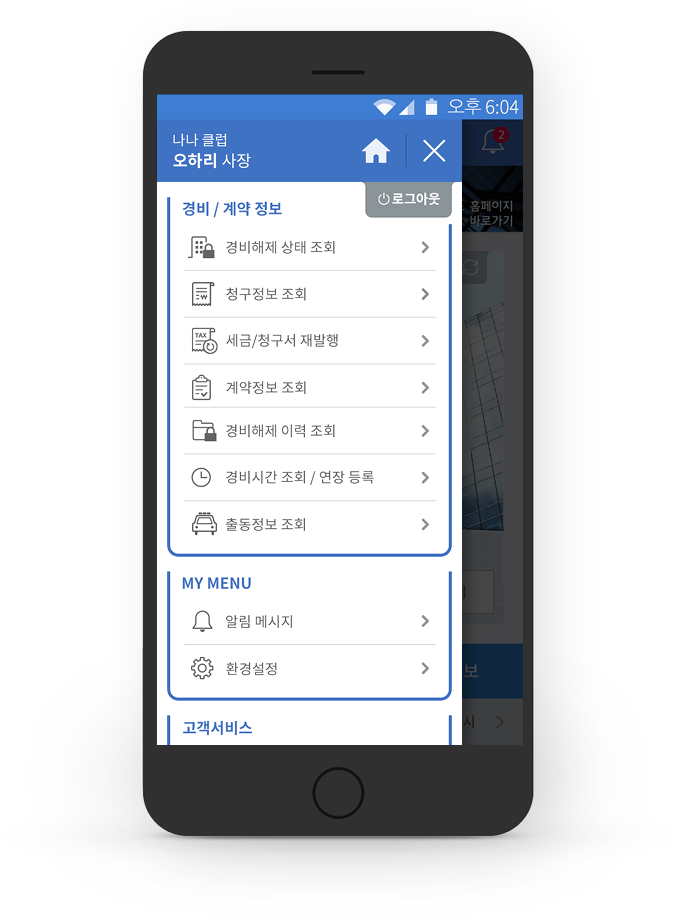 오후 6:04
나나 클럽
오하리 사장
2
로그아웃
홈페이지
바로가기
경비 / 계약 정보
경비해제 상태 조회
청구정보 조회
TAX
세금/청구서 재발행
계약정보 조회
경비해제 이력 조회
경비시간 조회 / 연장 등록
출동정보 조회
MY MENU
알림 메시지
환경설정
보
고객서비스
시